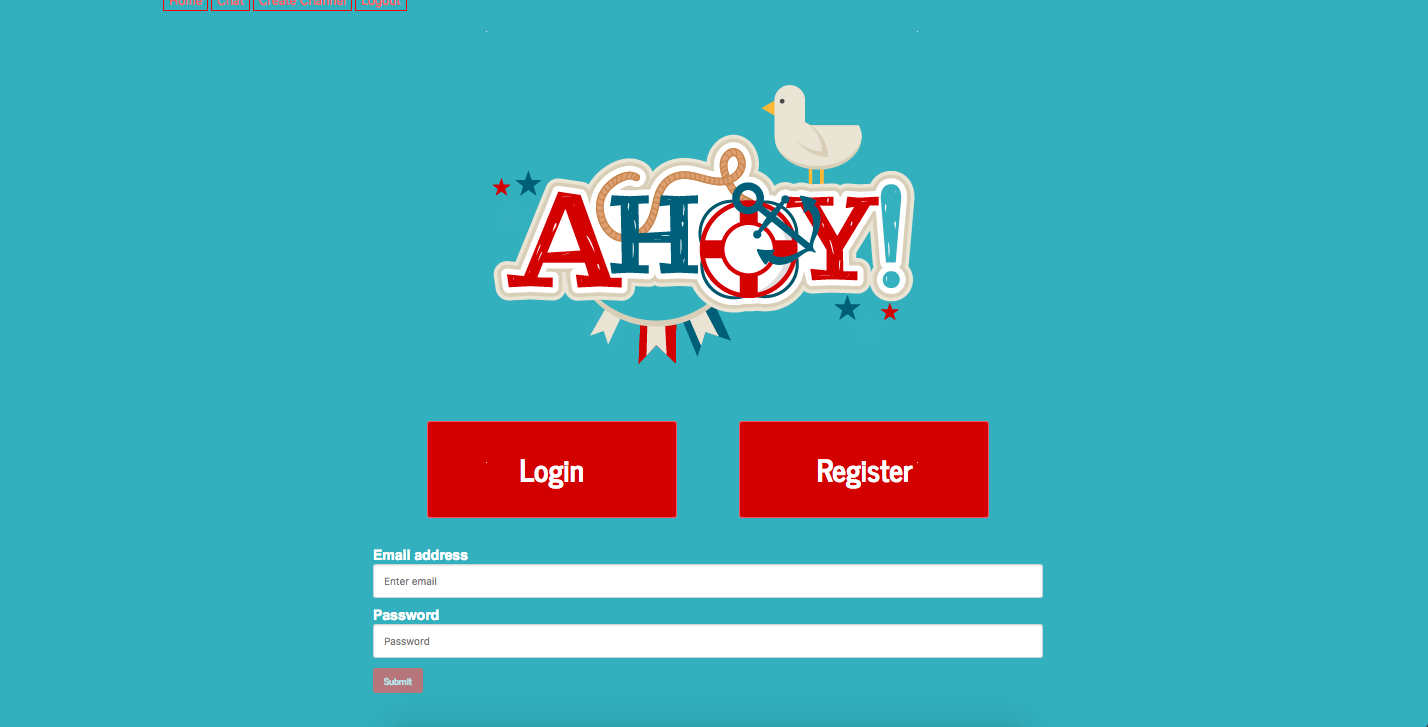 Home Chat Create Channel Logout
AHOY!
Login Register
Email address
Enter email
Password
Password
Submit